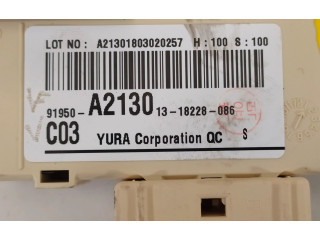 LOT NO : A21301803020257 H : 100 S : 100
91950- A2130 13-18228-086
C03 YURA Corporation QC S